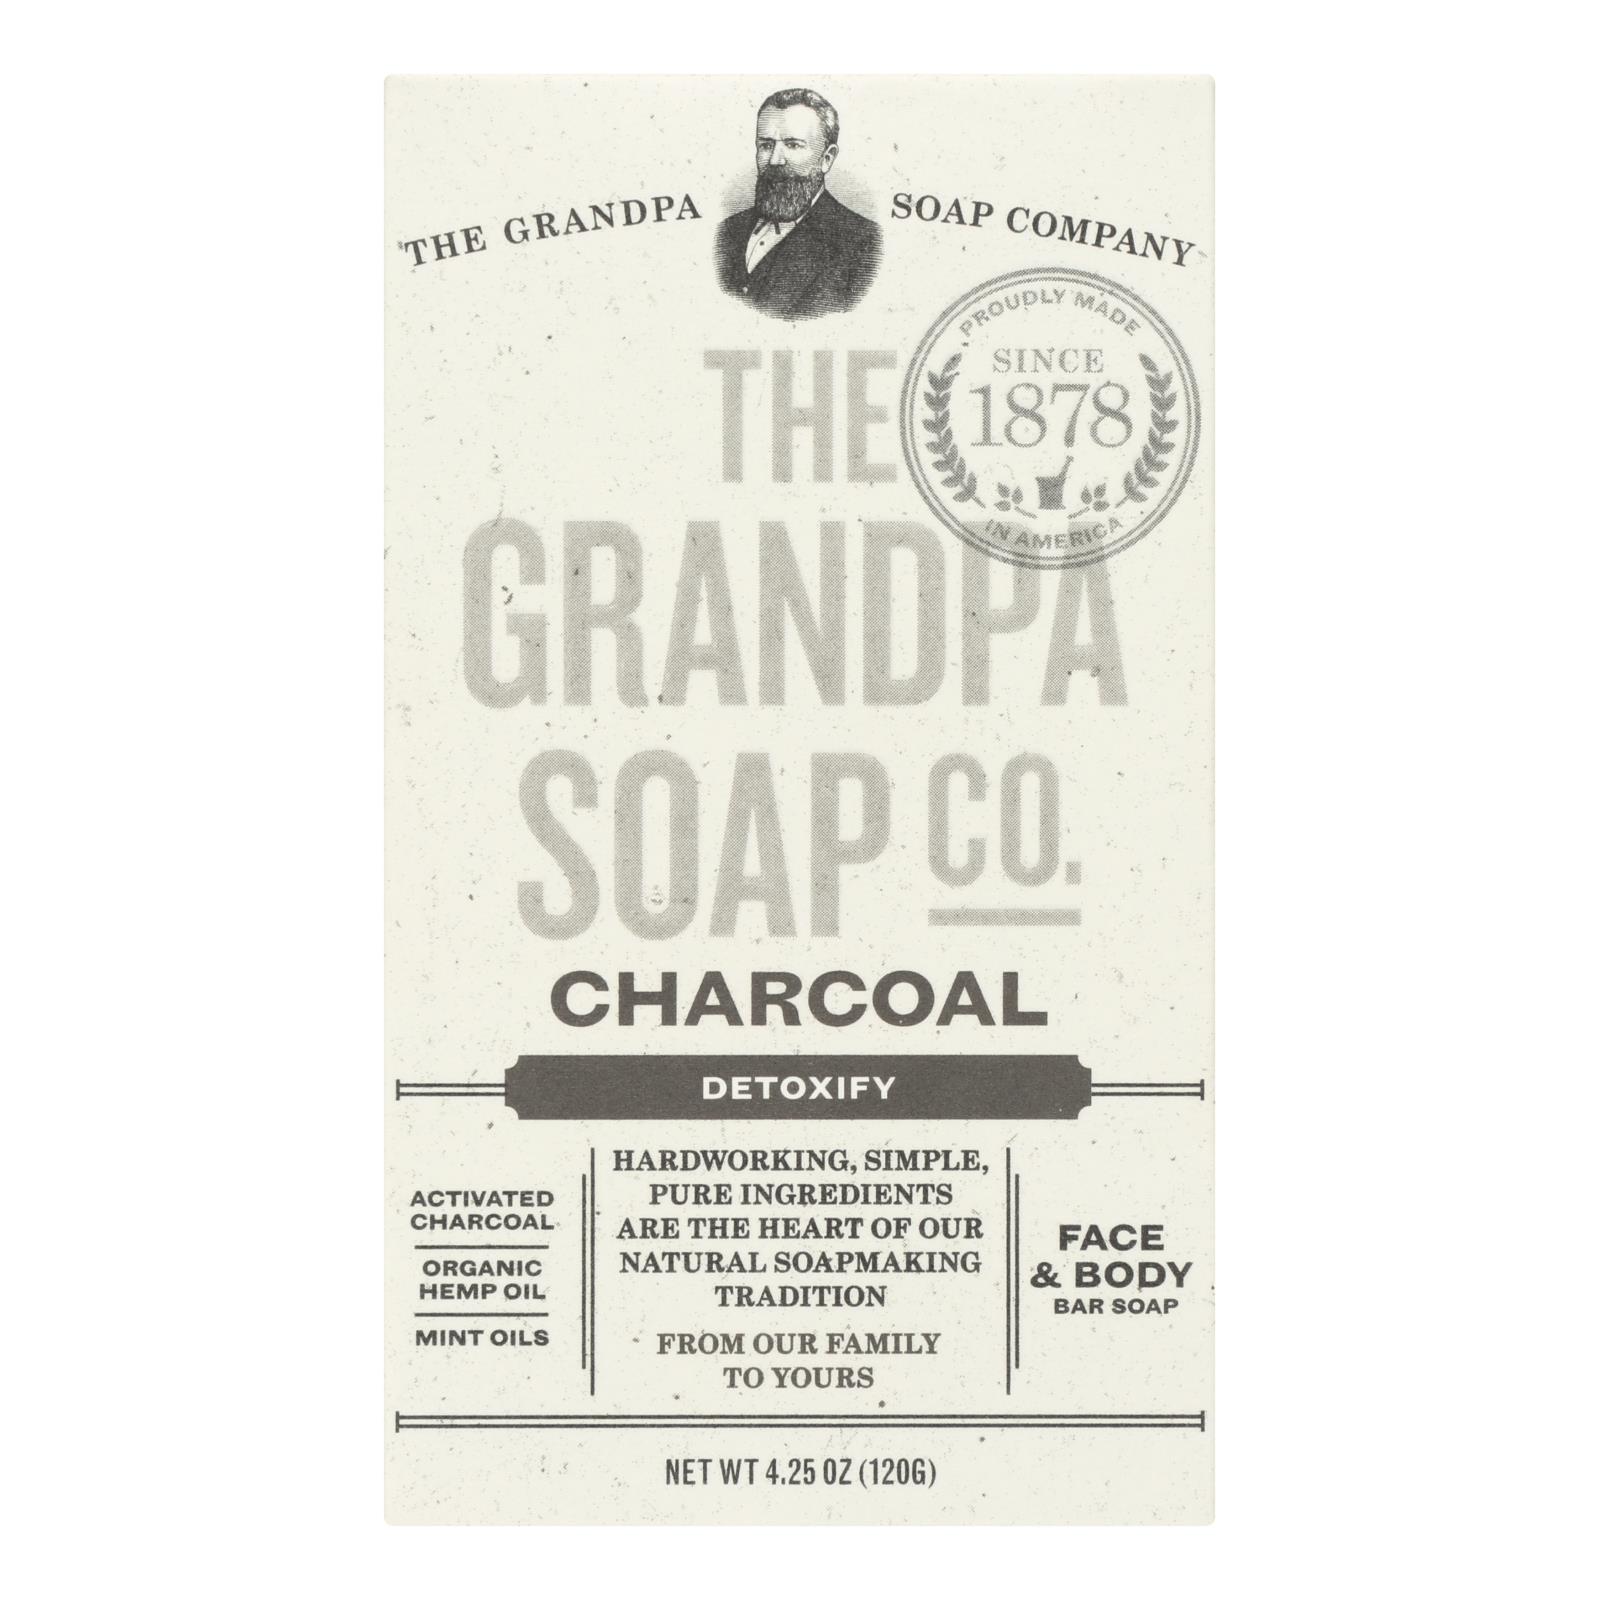 THE GRANDPA SOAP COMPANY
PROUDLY MADE
SINCE
1878
IN AMERICA
THE
GRANDPA
SOAP CO.
CHARCOAL
DETOXIFY
ACTIVATED
CHARCOAL
ORGANIC
HEMP OIL
MINT OILS
HARDWORKING, SIMPLE,
PURE INGREDIENTS
ARE THE HEART OF OUR
NATURAL SOAPMAKING
TRADITION
FROM OUR FAMILY
TO YOURS
FACE
& BODY
BAR SOAP
NET WT 4.25 OZ (120G)